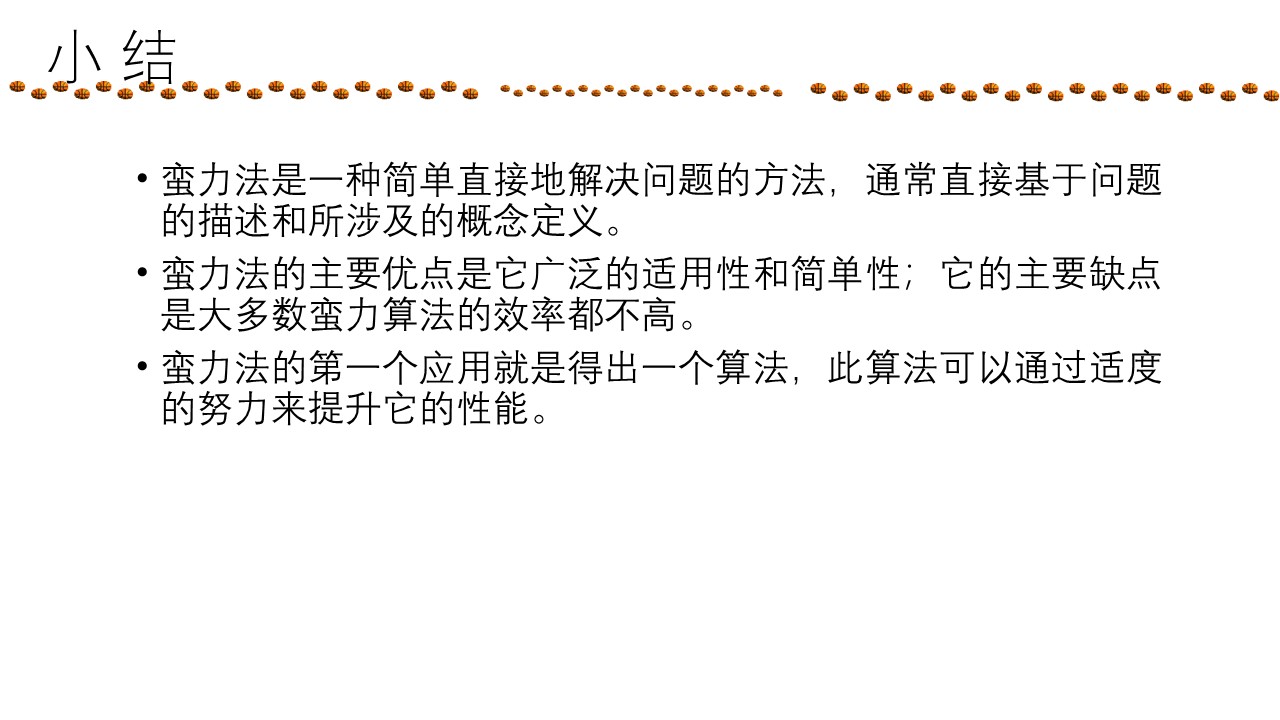 小 结
• 蛮力法是一种简单直接地解决问题的方法，通常直接基于问题
的描述和所涉及的概念定义。
• 蛮力法的主要优点是它广泛的适用性和简单性；它的主要缺点
是大多数蛮力算法的效率都不高。
• 蛮力法的第一个应用就是得出一个算法，此算法可以通过适度
的努力来提升它的性能。